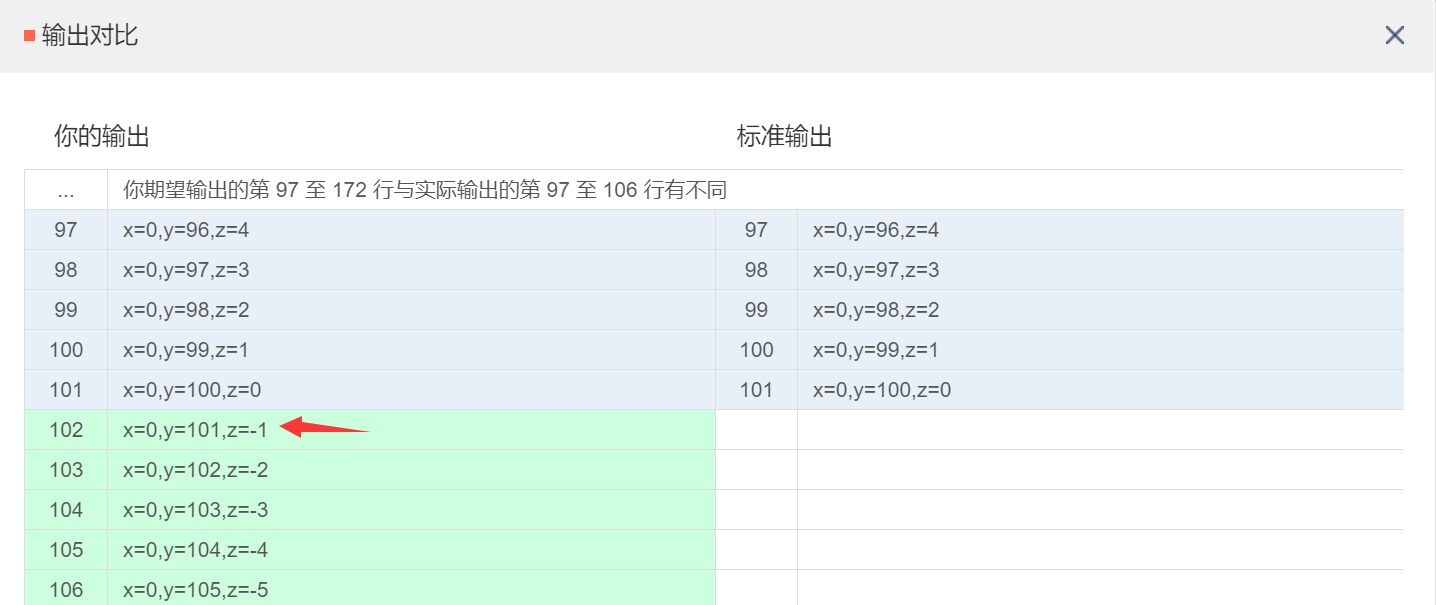 输出对比
你的输出 标准输出
... 你期望输出的第 97 至 172 行与实际输出的第 97 至 106 行有不同
97 x=0,y=96,z=4 97 x=0,y=96,z=4
98 x=0,y=97,z=3 98 x=0,y=97,z=3
99 x=0,y=98,z=2 99 x=0,y=98,z=2
100 x=0,y=99,z=1 100 x=0,y=99,z=1
101 x=0,y=100,z=0 101 x=0,y=100,z=0
102 x=0,y=101,z=-1
103 x=0,y=102,z=-2
104 x=0,y=103,z=-3
105 x=0,y=104,z=-4
106 x=0,y=105,z=-5